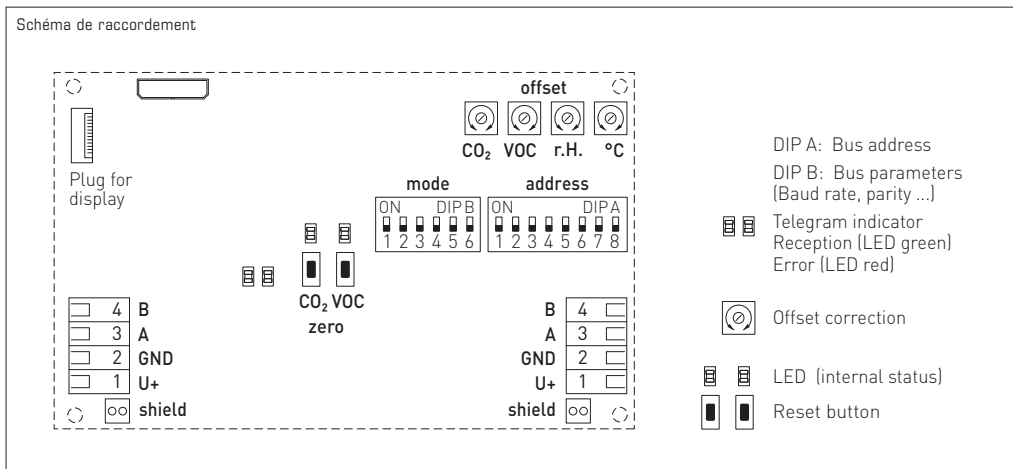 Schéma de raccordement
offset
CO₂ VOC r.H. °C
Plug for
display
mode
address
ON DIP B
1 2 3 4 5 6
ON DIP A
1 2 3 4 5 6 7 8
CO₂ VOC
zero
4 B
3 A
2 GND
1 U+
shield
B 4
A 3
GND 2
U+ 1
shield
DIP A: Bus address
DIP B: Bus parameters
(Baud rate, parity ...)
Telegram indicator
Reception (LED green)
Error (LED red)
Offset correction
LED (internal status)
Reset button